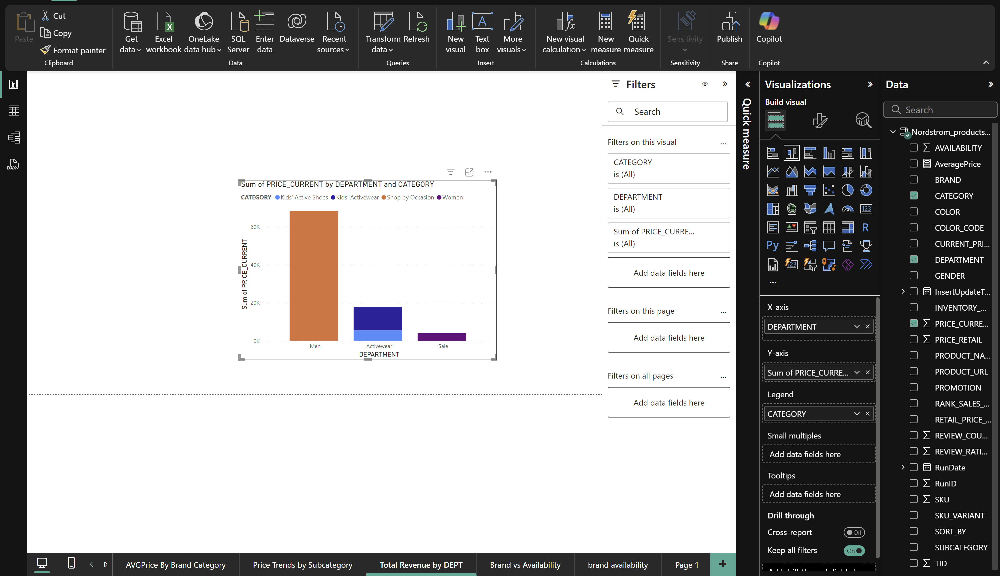 Paste
Cut
Copy
Format painter
Clipboard
Get
data
Excel
workbook
OneLake
data hub
SQL
Server
Enter
data
Dataverse
Recent
sources
Data
Transform
data
Refresh
Queries
New
visual
Text
box
More
visuals
Insert
New visual
calculation
New
measure
Quick
measure
Calculations
Sensitivity
Sensitivity
Publish
Share
Copilot
Copilot
DAX
Sum of PRICE_CURRENT by DEPARTMENT and CATEGORY
CATEGORY Kids' Active Shoes Kids' Activewear Shop by Occasion Women
Sum of PRICE_CURRENT
60K
40K
20K
0K
Men Activewear Sale
DEPARTMENT
Filters
Search
Filters on this visual ...
CATEGORY
is (All)
DEPARTMENT
is (All)
Sum of PRICE_CURRE...
is (All)
Add data fields here
Filters on this page ...
Add data fields here
Filters on all pages ...
Add data fields here
Quick measure
Visualizations
Build visual
123
R
Py
123
...
X-axis
DEPARTMENT
Y-axis
Sum of PRICE_CURRE...
Legend
CATEGORY
Small multiples
Add data fields here
Tooltips
Add data fields here
Drill through
Cross-report Off
Keep all filters On
Data
Search
Nordstrom_products...
AVAILABILITY
AveragePrice
BRAND
CATEGORY
COLOR
COLOR_CODE
CURRENT_PRI...
DEPARTMENT
GENDER
InsertUpdateT...
INVENTORY_...
PRICE_CURRE...
PRICE_RETAIL
PRODUCT_NA...
PRODUCT_URL
PROMOTION
RANK_SALES_...
RETAIL_PRICE_...
REVIEW_COU...
REVIEW_RATI...
RunDate
RunID
SKU
SKU_VARIANT
SORT_BY
SUBCATEGORY
TID
AVGPrice By Brand Category
Price Trends by Subcategory
Total Revenue by DEPT
Brand vs Availability
brand availability
Page 1